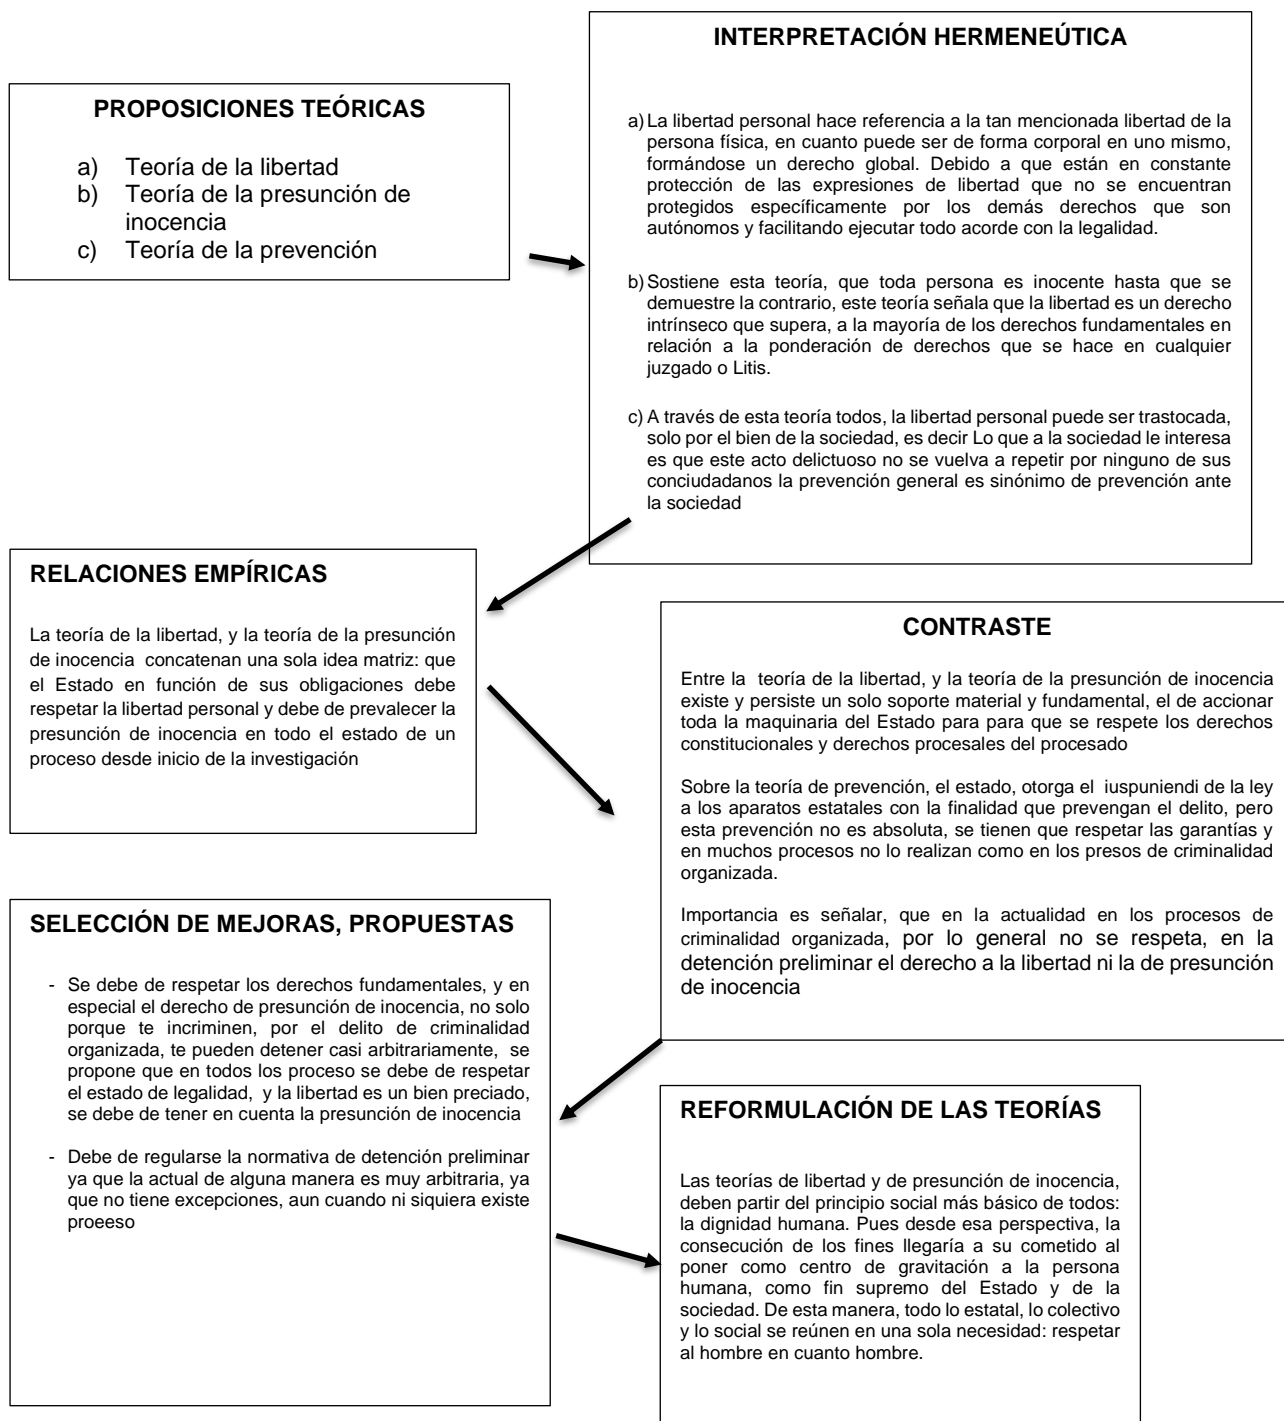 PROPOSICIONES TEÓRICAS
a) Teoría de la libertad
b) Teoría de la presunción de
inocencia
c) Teoría de la prevención
INTERPRETACIÓN HERMENEÚTICA
a) La libertad personal hace referencia a la tan mencionada libertad de la
persona física, en cuanto puede ser de forma corporal en uno mismo,
formándose un derecho global. Debido a que están en constante
protección de las expresiones de libertad que no se encuentran
protegidos específicamente por los demás derechos que son
autónomos y facilitando ejecutar todo acorde con la legalidad.
b) Sostiene esta teoría, que toda persona es inocente hasta que se
demuestre la contrario, este teoría señala que la libertad es un derecho
intrínseco que supera, a la mayoría de los derechos fundamentales en
relación a la ponderación de derechos que se hace en cualquier
juzgado o Litis.
c) A través de esta teoría todos, la libertad personal puede ser trastocada,
solo por el bien de la sociedad, es decir Lo que a la sociedad le interesa
es que este acto delictuoso no se vuelva a repetir por ninguno de sus
conciudadanos la prevención general es sinónimo de prevención ante
la sociedad
RELACIONES EMPÍRICAS
La teoría de la libertad, y la teoría de la presunción
de inocencia concatenan una sola idea matriz: que
el Estado en función de sus obligaciones debe
respetar la libertad personal y debe de prevalecer la
presunción de inocencia en todo el estado de un
proceso desde inicio de la investigación
CONTRASTE
Entre la teoría de la libertad, y la teoría de la presunción de inocencia
existe y persiste un solo soporte material y fundamental, el de accionar
toda la maquinaria del Estado para para que se respete los derechos
constitucionales y derechos procesales del procesado
Sobre la teoría de prevención, el estado, otorga el iuspuniendi de la ley
a los aparatos estatales con la finalidad que prevengan el delito, pero
esta prevención no es absoluta, se tienen que respetar las garantías y
en muchos procesos no lo realizan como en los presos de criminalidad
organizada.
Importancia es señalar, que en la actualidad en los procesos de
criminalidad organizada, por lo general no se respeta, en la
detención preliminar el derecho a la libertad ni la de presunción
de inocencia
SELECCIÓN DE MEJORAS, PROPUESTAS
- Se debe de respetar los derechos fundamentales, y en
especial el derecho de presunción de inocencia, no solo
porque te incriminen, por el delito de criminalidad
organizada, te pueden detener casi arbitrariamente, se
propone que en todos los proceso se debe de respetar
el estado de legalidad, y la libertad es un bien preciado,
se debe de tener en cuenta la presunción de inocencia
- Debe de regularse la normativa de detención preliminar
ya que la actual de alguna manera es muy arbitraria, ya
que no tiene excepciones, aun cuando ni siquiera existe
proeeso
REFORMULACIÓN DE LAS TEORÍAS
Las teorías de libertad y de presunción de inocencia,
deben partir del principio social más básico de todos:
la dignidad humana. Pues desde esa perspectiva, la
consecución de los fines llegaría a su cometido al
poner como centro de gravitación a la persona
humana, como fin supremo del Estado y de la
sociedad. De esta manera, todo lo estatal, lo colectivo
y lo social se reúnen en una sola necesidad: respetar
al hombre en cuanto hombre.